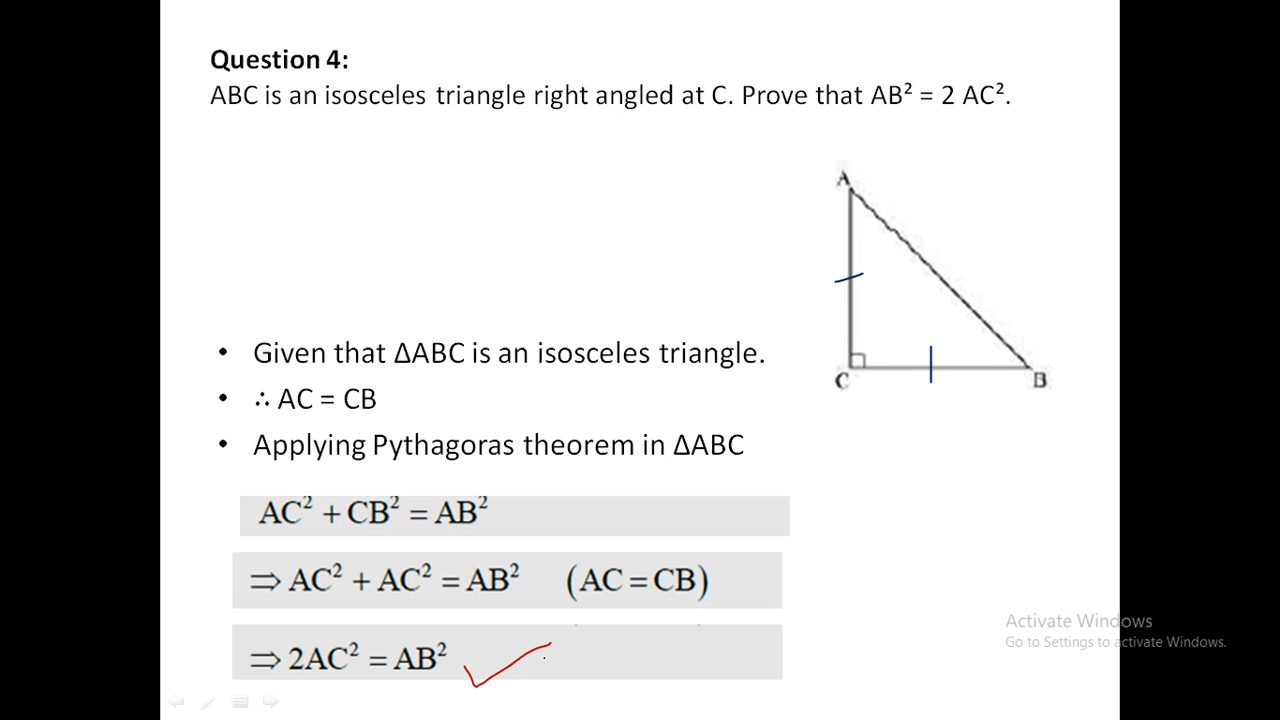 Question 4:
ABC is an isosceles triangle right angled at C. Prove that AB² = 2 AC².
A
C
B
• Given that ΔABC is an isosceles triangle.
• ∴ AC = CB
• Applying Pythagoras theorem in ΔABC
AC² + CB² = AB²
⇒ AC² + AC² = AB² (AC = CB)
⇒ 2AC² = AB²
Activate Windows
Go to Settings to activate Windows.